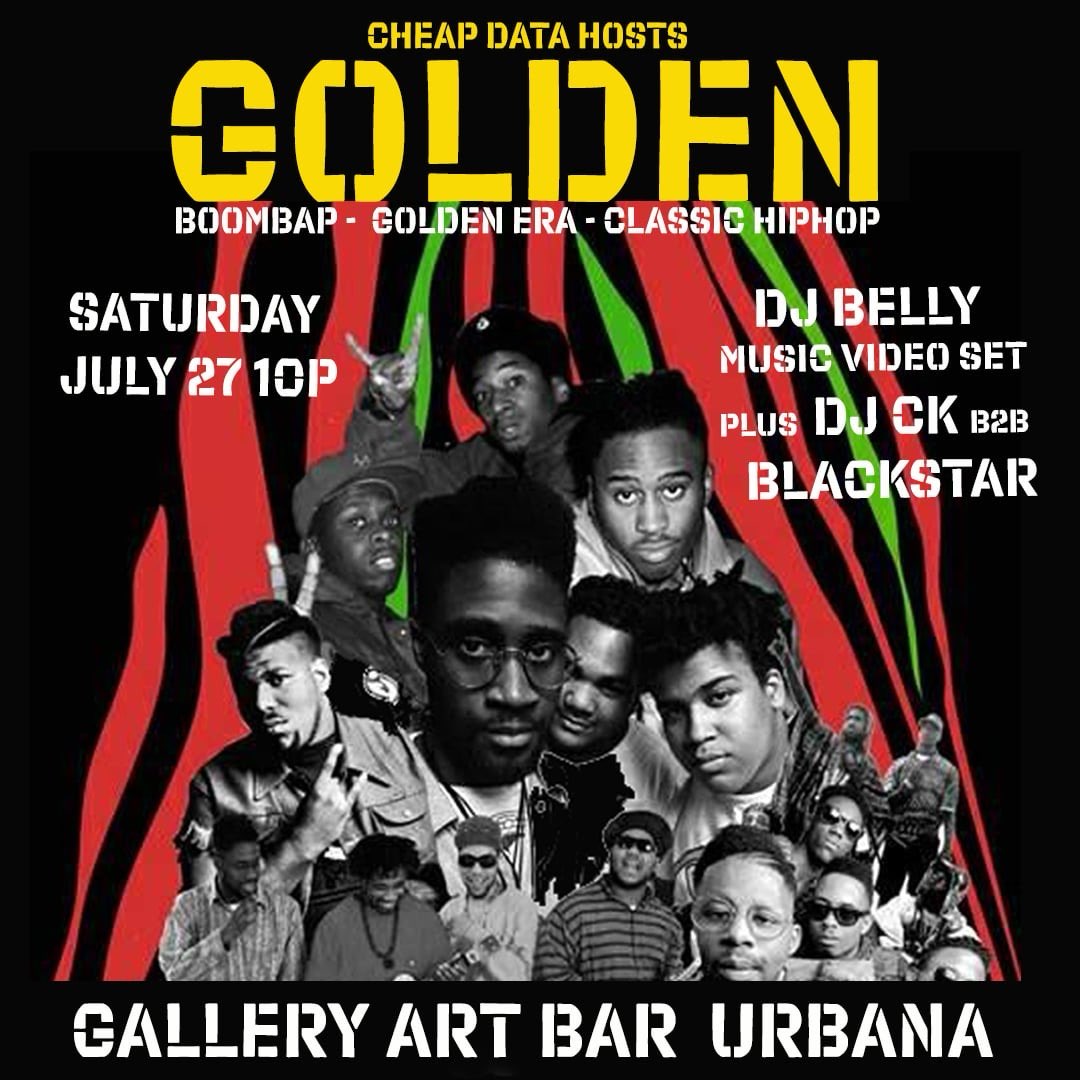 CHEAP DATA HOSTS
GOLDEN
BOOMBAP - GOLDEN ERA - CLASSIC HIPHOP
SATURDAY
JULY 27 10P
DJ BELLY
MUSIC VIDEO SET
PLUS DJ CK B2B
BLACKSTAR
GALLERY ART BAR URBANA